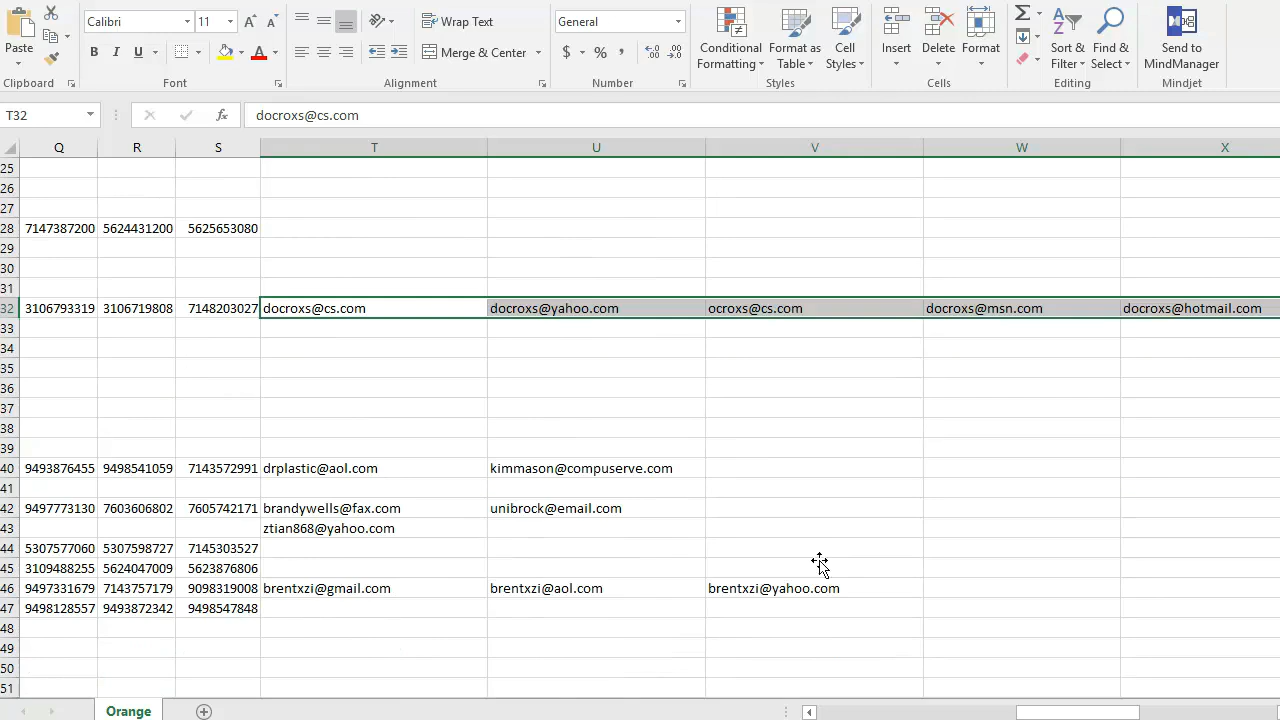 Paste
Clipboard
Calibri 11
B I U
Font
Wrap Text
Merge & Center
Alignment
General
$ % ,
Number
Conditional
Formatting
Format as
Table
Cell
Styles
Styles
Insert
Delete
Format
Cells
Sort &
Filter
Find &
Select
Editing
Send to
MindManager
Mindjet
T32 fx docroxs@cs.com
Q R S T U V W X
25
26
27
28 7147387200 5624431200 5625653080
29
30
31
32 3106793319 3106719808 7148203027 docroxs@cs.com docroxs@yahoo.com ocroxs@cs.com docroxs@msn.com docroxs@hotmail.com
33
34
35
36
37
38
39
40 9493876455 9498541059 7143572991 drplastic@aol.com kimmason@compuserve.com
41
42 9497773130 7603606802 7605742171 brandywells@fax.com unibrock@email.com
43 ztian868@yahoo.com
44 5307577060 5307598727 7145303527
45 3109488255 5624047009 5623876806
46 9497331679 7143757179 9098319008 brentxzi@gmail.com brentxzi@aol.com brentxzi@yahoo.com
47 9498128557 9493872342 9498547848
48
49
50
51
Orange